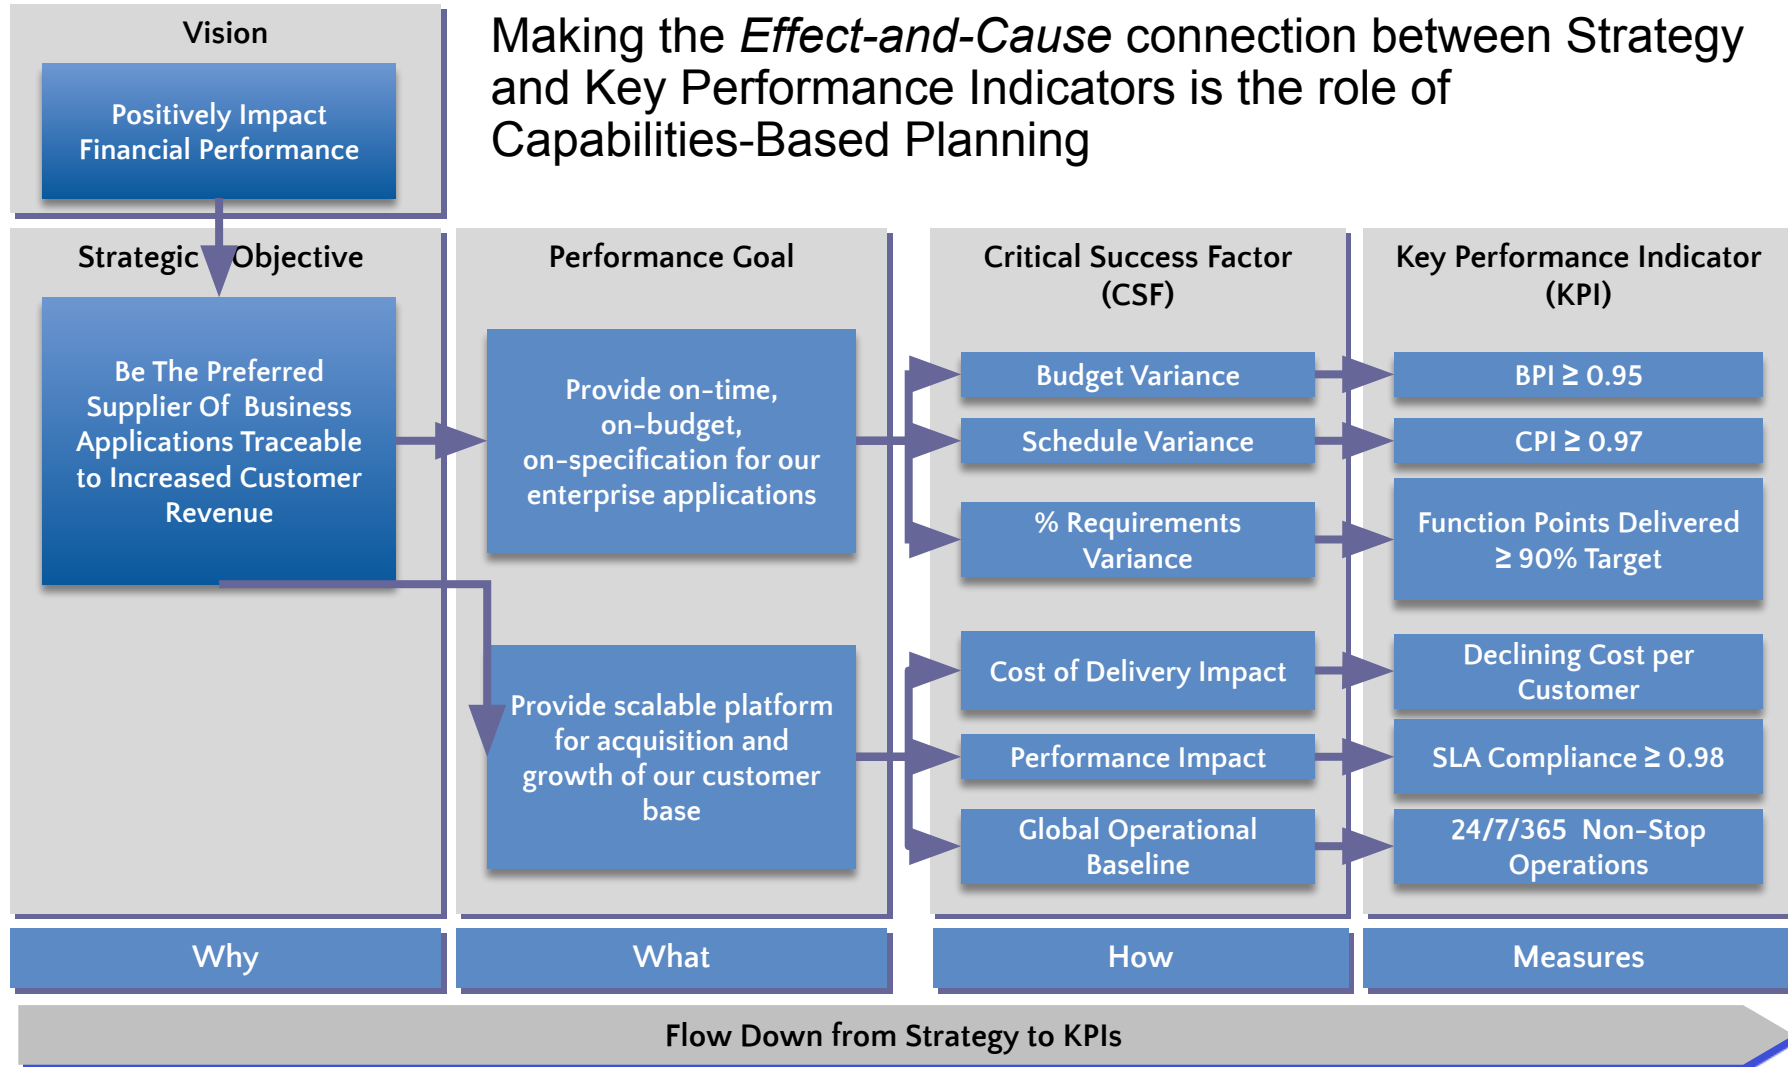 Vision
Positively Impact
Financial Performance
Making the Effect-and-Cause connection between Strategy
and Key Performance Indicators is the role of
Capabilities-Based Planning
Strategic Objective
Be The Preferred
Supplier Of Business
Applications Traceable
to Increased Customer
Revenue
Performance Goal
Provide on-time,
on-budget,
on-specification for our
enterprise applications
Provide scalable platform
for acquisition and
growth of our customer
base
Critical Success Factor
(CSF)
Budget Variance
Schedule Variance
% Requirements
Variance
Cost of Delivery Impact
Performance Impact
Global Operational
Baseline
Key Performance Indicator
(KPI)
BPI ≥ 0.95
CPI ≥ 0.97
Function Points Delivered
≥ 90% Target
Declining Cost per
Customer
SLA Compliance ≥ 0.98
24/7/365 Non-Stop
Operations
Why
What
How
Measures
Flow Down from Strategy to KPIs